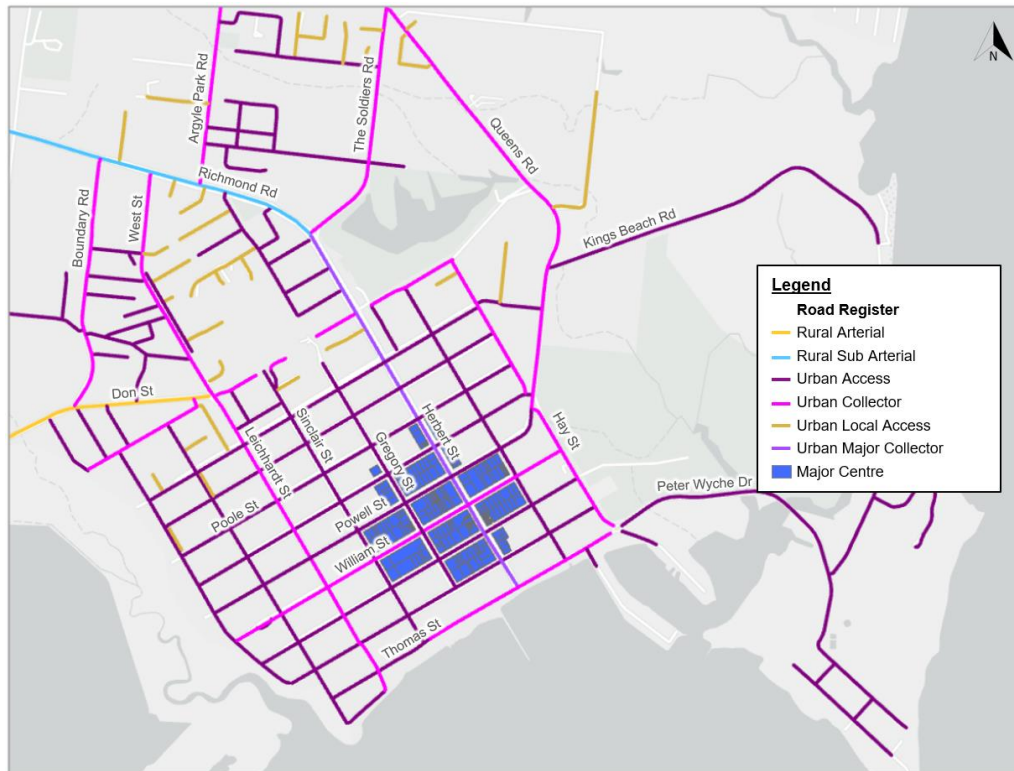 N
Argyle Park Rd
The Soldiers Rd
Queens Rd
Richmond Rd
Boundary Rd
West St
Kings Beach Rd
Legend
Road Register
Rural Arterial
Rural Sub Arterial
Urban Access
Urban Collector
Urban Local Access
Urban Major Collector
Major Centre
Don St
Leichhardt St
Sinclair St
Gregory St
Herbert St
Hay St
Peter Wyche Dr
Poole St
Powell St
William St
Thomas St